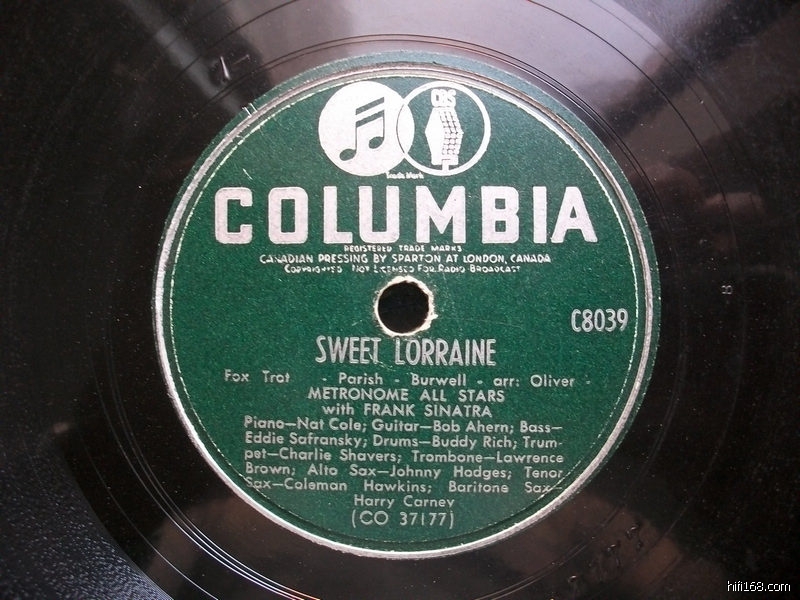 CBS
Trade Mark
COLUMBIA
REGISTERED TRADE MARKS
CANADIAN PRESSING BY SPARTON AT LONDON, CANADA
COPYRIGHTED NOT LICENSED FOR RADIO BROADCAST
C8039
SWEET LORRAINE
Fox Trot - Parish - Burwell - arr: Oliver -
METRONOME ALL STARS
with FRANK SINATRA
Piano—Nat Cole; Guitar—Bob Ahern; Bass—
Eddie Safransky; Drums—Buddy Rich; Trum-
pet—Charlie Shavers; Trombone—Lawrence
Brown; Alto Sax—Johnny Hodges; Tenor
Sax—Coleman Hawkins; Baritone Sax—
Harry Carney
(CO 37177)
hifi168.com